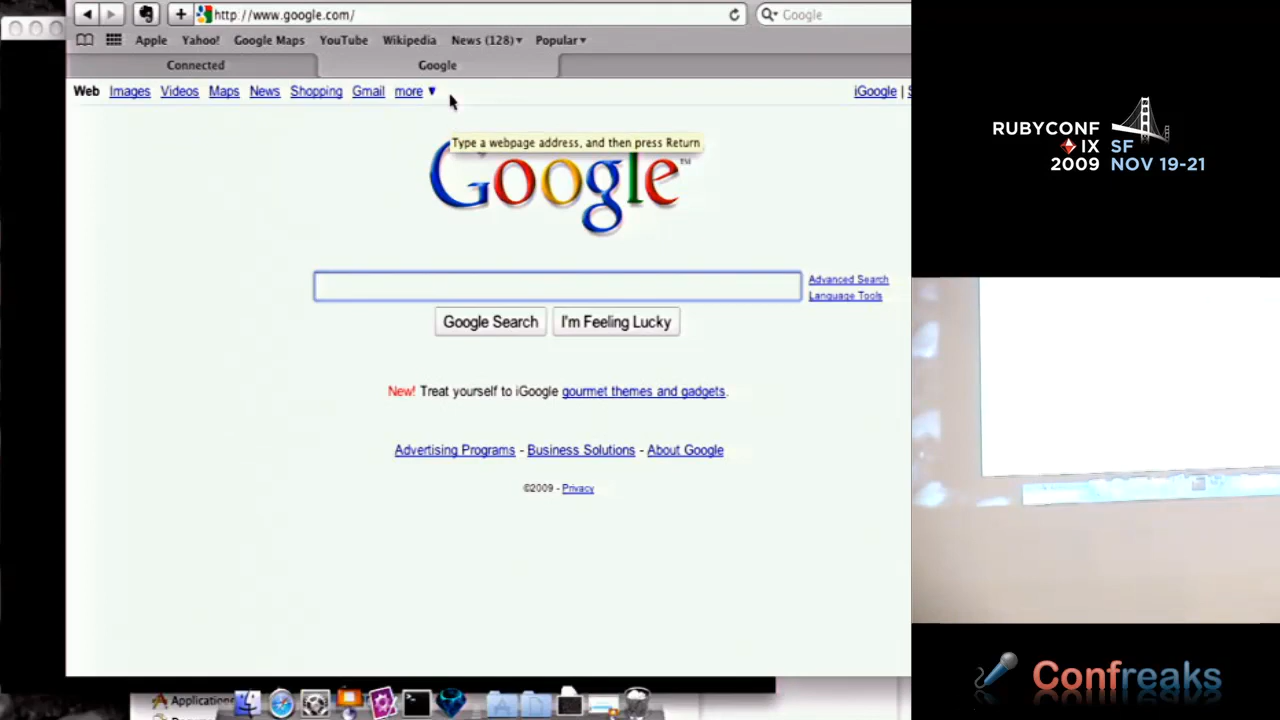 http://www.google.com/
Google
Apple
Yahoo!
Google Maps
YouTube
Wikipedia
News (128)▾
Popular▾
Connected
Google
Web
Images
Videos
Maps
News
Shopping
Gmail
more ▼
iGoogle |
Type a webpage address, and then press Return
Google™
Advanced Search
Language Tools
Google Search
I'm Feeling Lucky
New! Treat yourself to iGoogle gourmet themes and gadgets.
Advertising Programs - Business Solutions - About Google
©2009 - Privacy
Applications
RUBYCONF
IX SF
2009 NOV 19-21
Confreaks